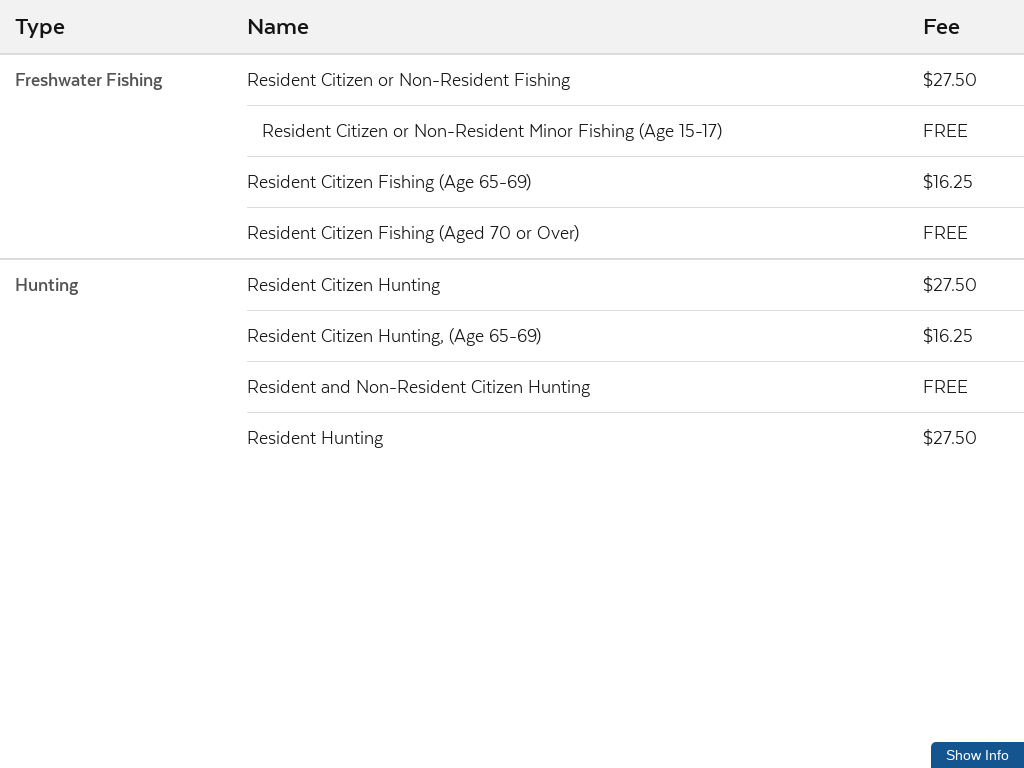 Type Name Fee
Freshwater Fishing Resident Citizen or Non-Resident Fishing $27.50
Resident Citizen or Non-Resident Minor Fishing (Age 15-17) FREE
Resident Citizen Fishing (Age 65-69) $16.25
Resident Citizen Fishing (Aged 70 or Over) FREE
Hunting Resident Citizen Hunting $27.50
Resident Citizen Hunting, (Age 65-69) $16.25
Resident and Non-Resident Citizen Hunting FREE
Resident Hunting $27.50
Show Info